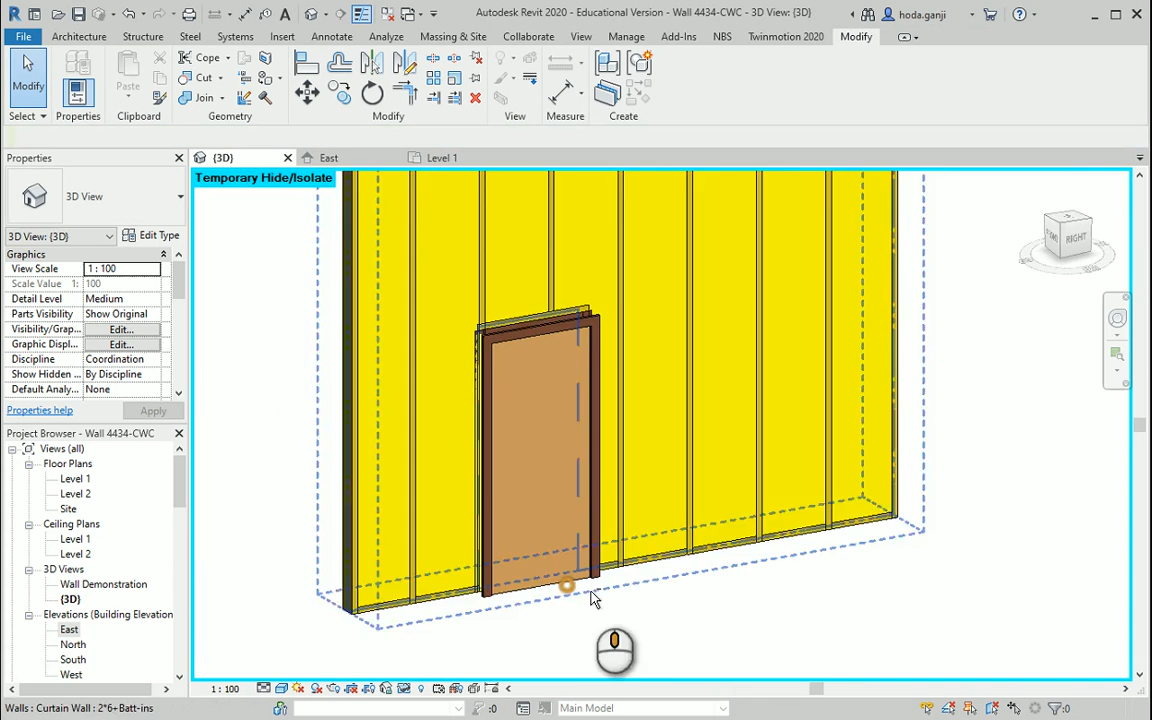 Autodesk Revit 2020 - Educational Version - Wall 4434-CWC - 3D View: {3D}
hoda.ganji
File Architecture Structure Steel Systems Insert Annotate Analyze Massing & Site Collaborate View Manage Add-Ins NBS Twinmotion 2020 Modify
Modify
Paste
Cope
Cut
Join
Select Properties Clipboard Geometry Modify View Measure Create
Properties
{3D} East Level 1
Temporary Hide/Isolate
3D View
3D View: {3D} Edit Type
Graphics
View Scale 1 : 100
Scale Value 1: 100
Detail Level Medium
Parts Visibility Show Original
Visibility/Grap... Edit...
Graphic Displ... Edit...
Discipline Coordination
Show Hidden ... By Discipline
Default Analy... None
Properties help Apply
RIGHT
Project Browser - Wall 4434-CWC
Views (all)
Floor Plans
Level 1
Level 2
Site
Ceiling Plans
Level 1
Level 2
3D Views
Wall Demonstration
{3D}
Elevations (Building Elevation
East
North
South
West
1 : 100
Walls : Curtain Wall : 2*6+Batt-ins
:0
Main Model
:0